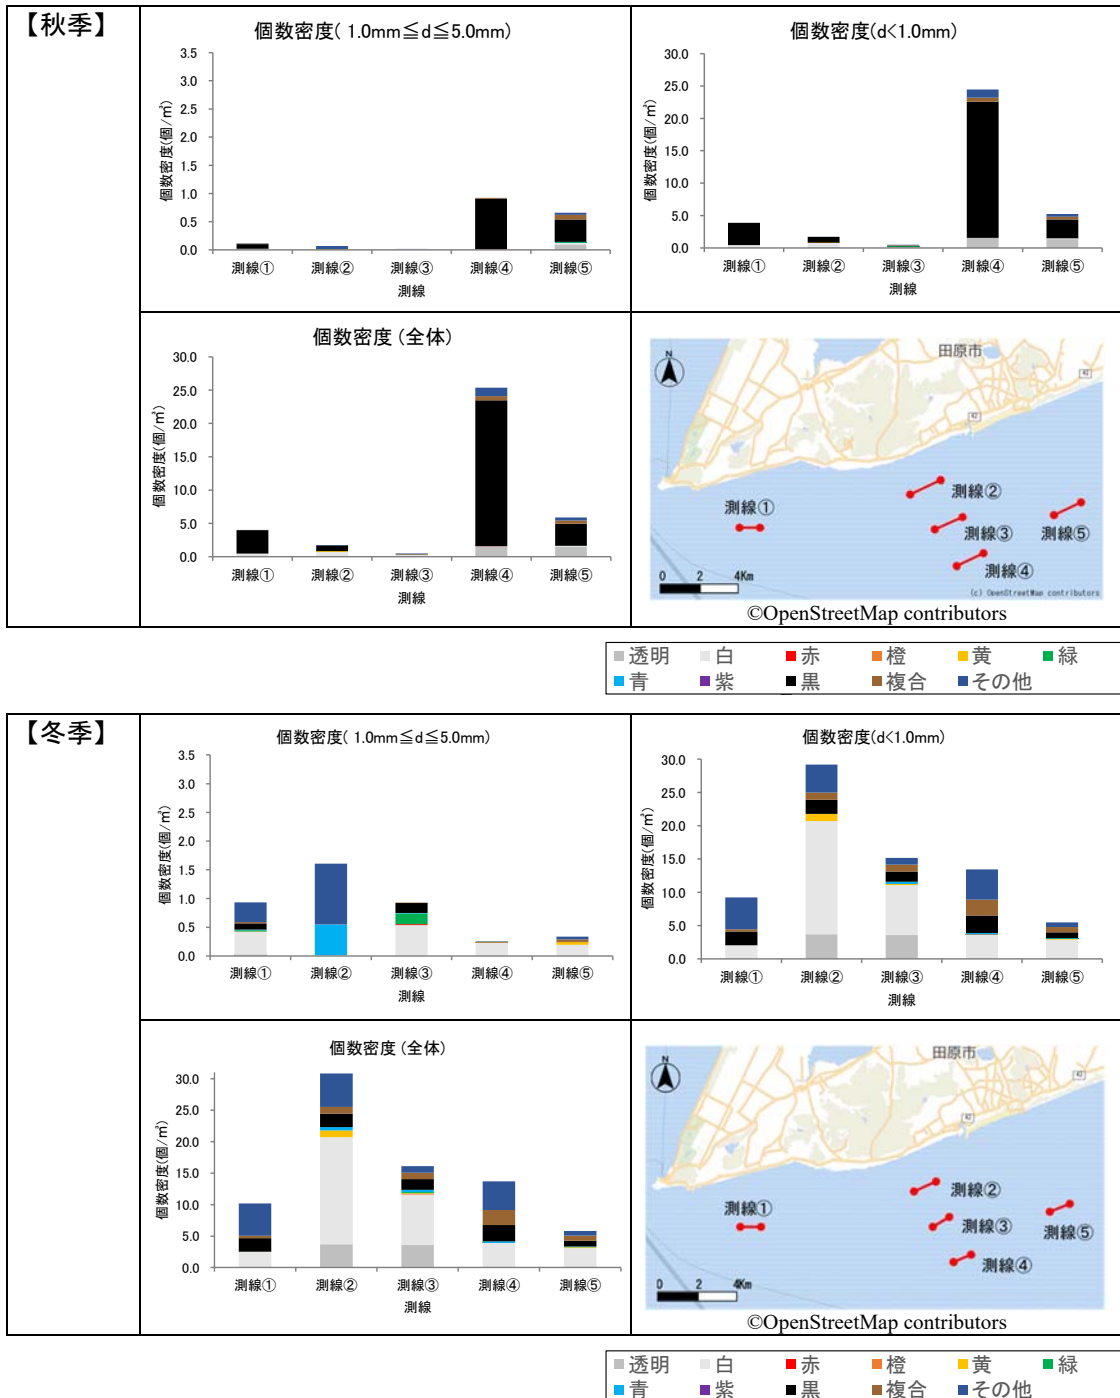 【秋季】
個数密度( 1.0mm≦d≦5.0mm)
個数密度(個/㎥)
3.5
3.0
2.5
2.0
1.5
1.0
0.5
0.0
測線① 測線② 測線③ 測線④ 測線⑤
測線
個数密度(d<1.0mm)
個数密度(個/㎥)
30.0
25.0
20.0
15.0
10.0
5.0
0.0
測線① 測線② 測線③ 測線④ 測線⑤
測線
個数密度 (全体)
個数密度(個/㎥)
30.0
25.0
20.0
15.0
10.0
5.0
0.0
測線① 測線② 測線③ 測線④ 測線⑤
測線
N
田原市
42
42
測線①
測線②
測線③
測線⑤
測線④
0 2 4Km
(c) OpenStreetMap contributors
©OpenStreetMap contributors
透明 白 赤 橙 黄 緑
青 紫 黒 複合 その他
【冬季】
個数密度( 1.0mm≦d≦5.0mm)
個数密度(個/㎥)
3.5
3.0
2.5
2.0
1.5
1.0
0.5
0.0
測線① 測線② 測線③ 測線④ 測線⑤
測線
個数密度(d<1.0mm)
個数密度(個/㎥)
30.0
25.0
20.0
15.0
10.0
5.0
0.0
測線① 測線② 測線③ 測線④ 測線⑤
測線
個数密度 (全体)
個数密度(個/㎥)
30.0
25.0
20.0
15.0
10.0
5.0
0.0
測線① 測線② 測線③ 測線④ 測線⑤
測線
N
田原市
42
42
測線②
測線①
測線③
測線⑤
測線④
0 2 4Km
©OpenStreetMap contributors
透明 白 赤 橙 黄 緑
青 紫 黒 複合 その他